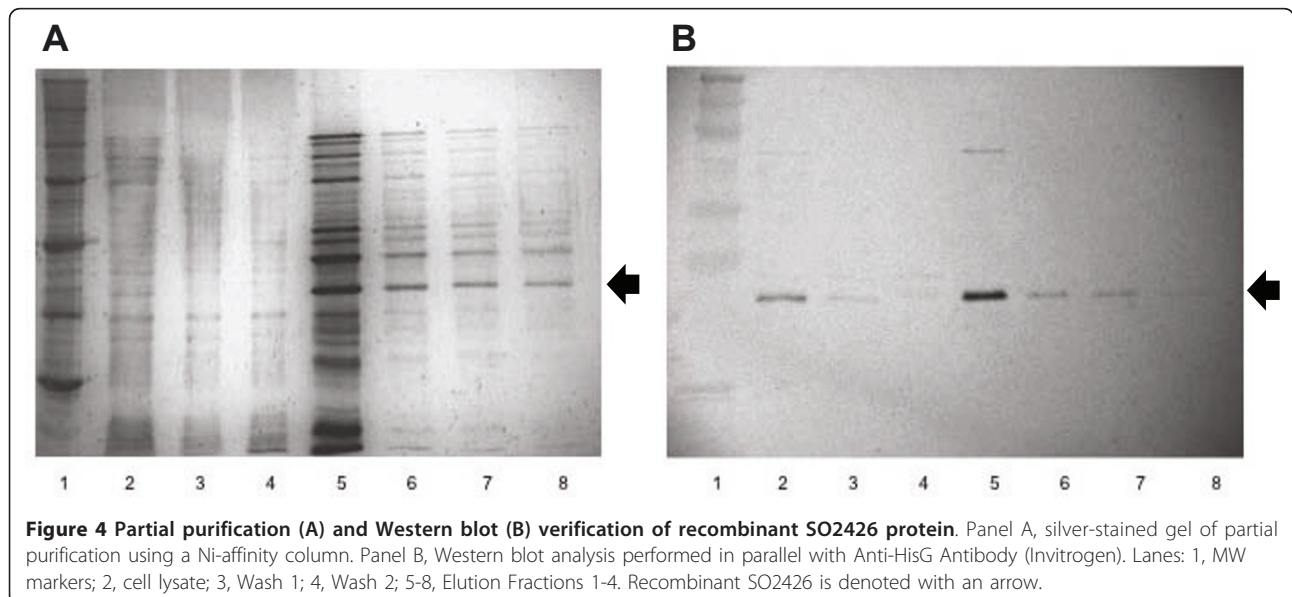 A
B
1 2 3 4 5 6 7 8
1 2 3 4 5 6 7 8
Figure 4 Partial purification (A) and Western blot (B) verification of recombinant SO2426 protein. Panel A, silver-stained gel of partial
purification using a Ni-affinity column. Panel B, Western blot analysis performed in parallel with Anti-HisG Antibody (Invitrogen). Lanes: 1, MW
markers; 2, cell lysate; 3, Wash 1; 4, Wash 2; 5-8, Elution Fractions 1-4. Recombinant SO2426 is denoted with an arrow.